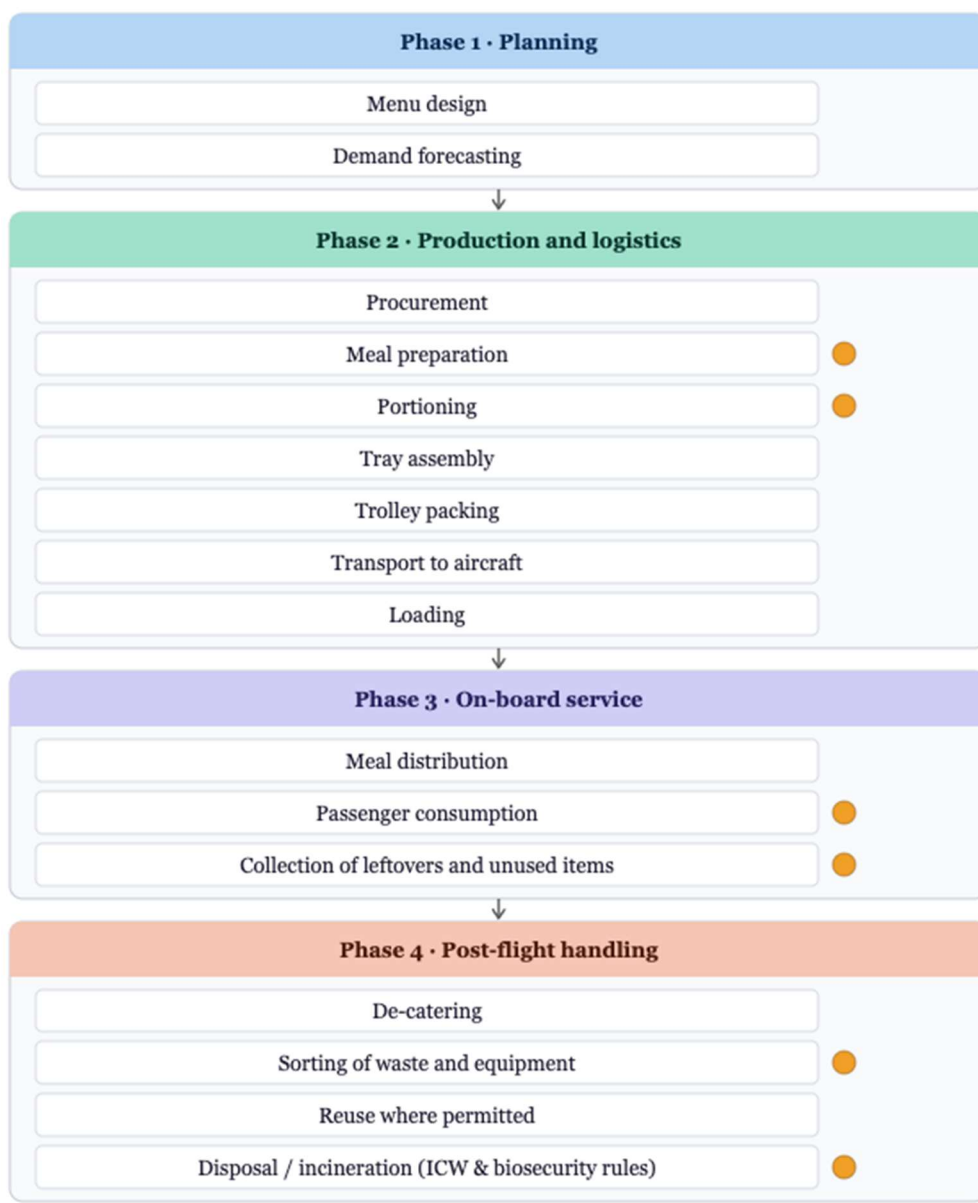 Phase 1 · Planning
Menu design
Demand forecasting
Phase 2 · Production and logistics
Procurement
Meal preparation
Portioning
Tray assembly
Trolley packing
Transport to aircraft
Loading
Phase 3 · On-board service
Meal distribution
Passenger consumption
Collection of leftovers and unused items
Phase 4 · Post-flight handling
De-catering
Sorting of waste and equipment
Reuse where permitted
Disposal / incineration (ICW & biosecurity rules)